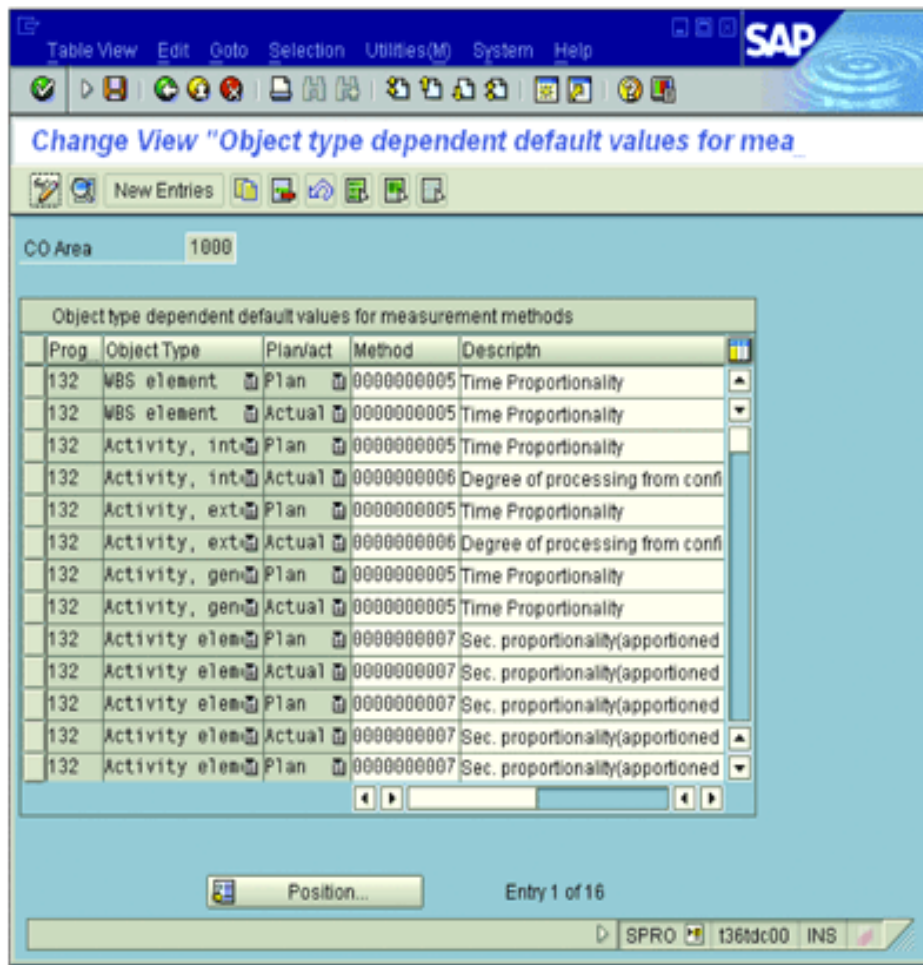 Table View Edit Goto Selection Utilities(M) System Help
SAP
Change View "Object type dependent default values for mea
New Entries
CO Area 1000
Object type dependent default values for measurement methods
Prog Object Type Plan/act Method Descriptn
132 WBS element Plan 0000000005 Time Proportionality
132 WBS element Actual 0000000005 Time Proportionality
132 Activity, int Plan 0000000005 Time Proportionality
132 Activity, int Actual 0000000006 Degree of processing from confi
132 Activity, ext Plan 0000000005 Time Proportionality
132 Activity, ext Actual 0000000006 Degree of processing from confi
132 Activity, gen Plan 0000000005 Time Proportionality
132 Activity, gen Actual 0000000005 Time Proportionality
132 Activity elem Plan 0000000007 Sec. proportionality(apportioned
132 Activity elem Actual 0000000007 Sec. proportionality(apportioned
132 Activity elem Plan 0000000007 Sec. proportionality(apportioned
132 Activity elem Actual 0000000007 Sec. proportionality(apportioned
132 Activity elem Plan 0000000007 Sec. proportionality(apportioned
Position... Entry 1 of 16
SPRO t36tdc00 INS